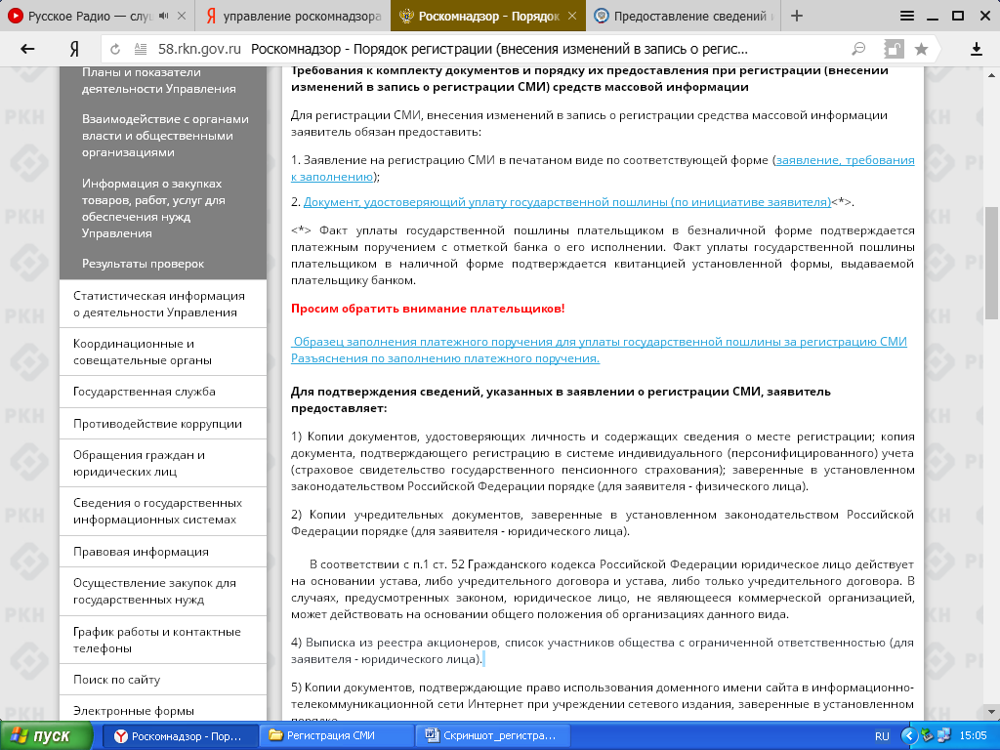 Русское Радио — слу
управление роскомнадзора
Роскомнадзор - Порядок
Предоставление сведений и
58.rkn.gov.ru Роскомнадзор - Порядок регистрации (внесения изменений в запись о регис...
Планы и показатели
деятельности Управления
Взаимодействие с органами
власти и общественными
организациями
Информация о закупках
товаров, работ, услуг для
обеспечения нужд
Управления
Результаты проверок
Статистическая информация
о деятельности Управления
Координационные и
совещательные органы
Государственная служба
Противодействие коррупции
Обращения граждан и
юридических лиц
Сведения о государственных
информационных системах
Правовая информация
Осуществление закупок для
государственных нужд
График работы и контактные
телефоны
Поиск по сайту
Электронные формы
Требования к комплекту документов и порядку их предоставления при регистрации (внесении
изменений в запись о регистрации СМИ) средств массовой информации
Для регистрации СМИ, внесения изменений в запись о регистрации средства массовой информации
заявитель обязан предоставить:
1. Заявление на регистрацию СМИ в печатаном виде по соответствующей форме (заявление, требования
к заполнению);
2. Документ, удостоверяющий уплату государственной пошлины (по инициативе заявителя)<*>.
<*> Факт уплаты государственной пошлины плательщиком в безналичной форме подтверждается
платежным поручением с отметкой банка о его исполнении. Факт уплаты государственной пошлины
плательщиком в наличной форме подтверждается квитанцией установленной формы, выдаваемой
плательщику банком.
Просим обратить внимание плательщиков!
Образец заполнения платежного поручения для уплаты государственной пошлины за регистрацию СМИ
Разъяснения по заполнению платежного поручения.
Для подтверждения сведений, указанных в заявлении о регистрации СМИ, заявитель
предоставляет:
1) Копии документов, удостоверяющих личность и содержащих сведения о месте регистрации; копия
документа, подтверждающего регистрацию в системе индивидуального (персонифицированного) учета
(страховое свидетельство государственного пенсионного страхования); заверенные в установленном
законодательством Российской Федерации порядке (для заявителя - физического лица).
2) Копии учредительных документов, заверенные в установленном законодательством Российской
Федерации порядке (для заявителя - юридического лица).
В соответствии с п.1 ст. 52 Гражданского кодекса Российской Федерации юридическое лицо действует
на основании устава, либо учредительного договора и устава, либо только учредительного договора. В
случаях, предусмотренных законом, юридическое лицо, не являющееся коммерческой организацией,
может действовать на основании общего положения об организациях данного вида.
4) Выписка из реестра акционеров, список участников общества с ограниченной ответственностью (для
заявителя - юридического лица).
5) Копии документов, подтверждающие право использования доменного имени сайта в информационно-
телекоммуникационной сети Интернет при учреждении сетевого издания, заверенные в установленном
порядке
пуск
Роскомнадзор - Пор...
Регистрация СМИ
Скриншот_регистра...
RU
15:05